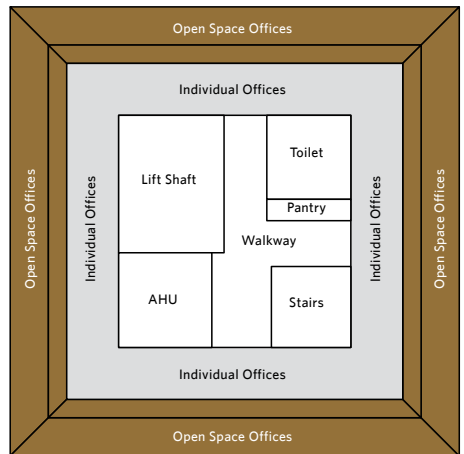 Open Space Offices
Individual Offices
Toilet
Lift Shaft
Pantry
Open Space Offices
Individual Offices
Walkway
Individual Offices
Open Space Offices
AHU
Stairs
Individual Offices
Open Space Offices